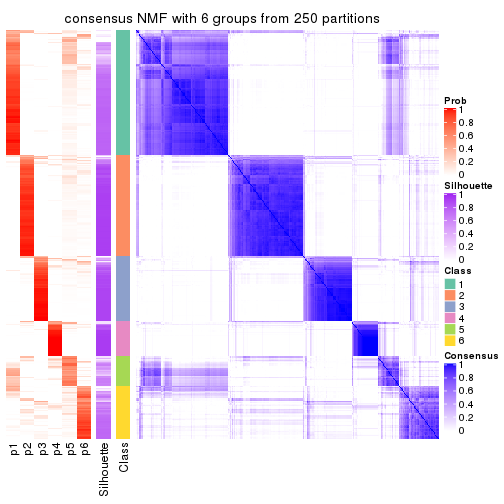 consensus NMF with 6 groups from 250 partitions
Prob
1
0.8
0.6
0.4
0.2
0
Silhouette
1
0.8
0.6
0.4
0.2
0
Class
1
2
3
4
5
6
Consensus
1
0.8
0.6
0.4
0.2
0
p1
p2
p3
p4
p5
p6
Silhouette
Class